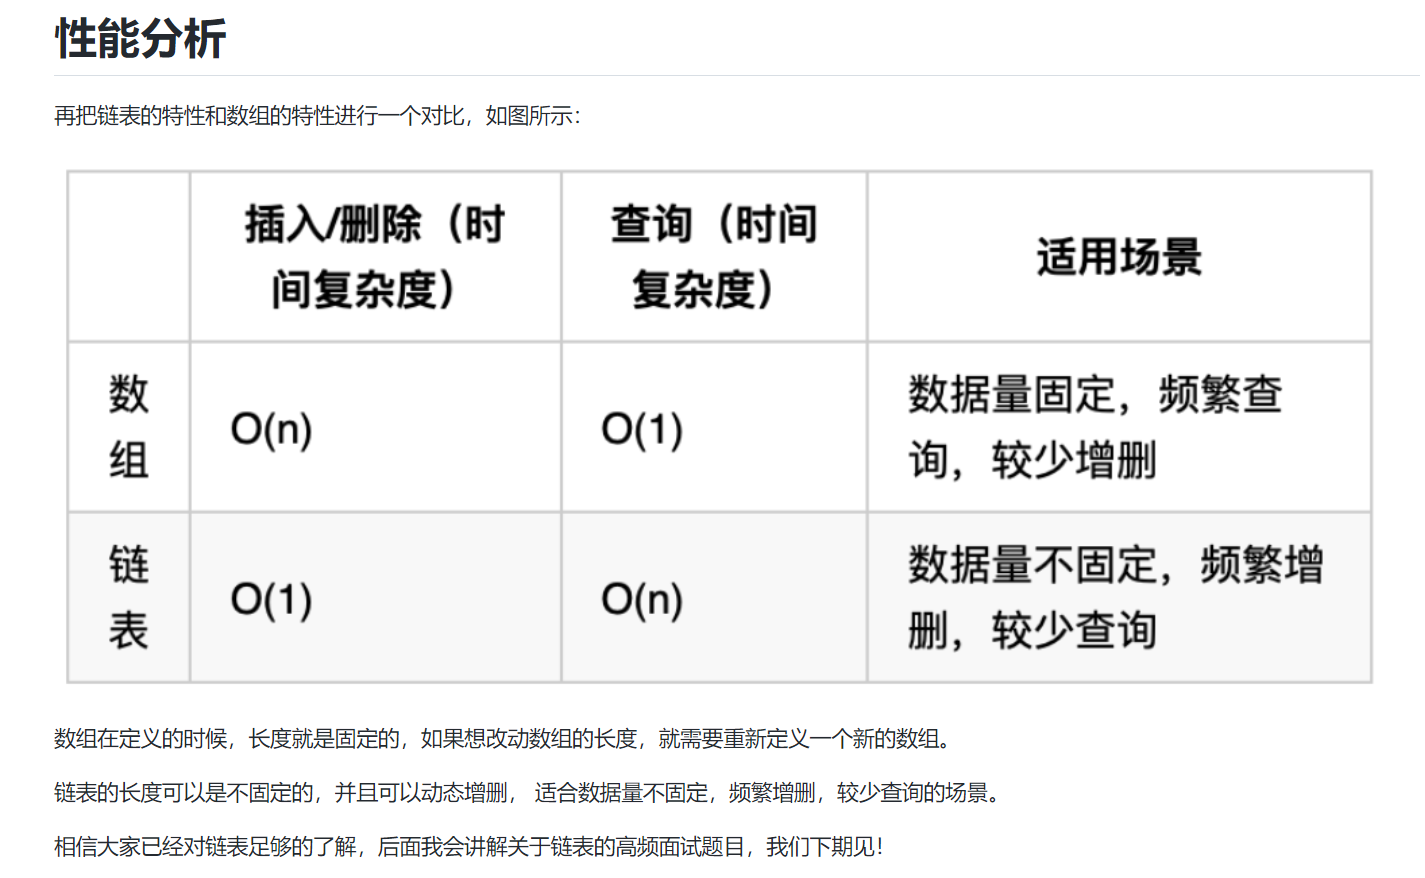 性能分析
再把链表的特性和数组的特性进行一个对比，如图所示：
插入/删除（时
间复杂度）
查询（时间
复杂度）
适用场景
数
组
O(n)
O(1)
数据量固定，频繁查
询，较少增删
链
表
O(1)
O(n)
数据量不固定，频繁增
删，较少查询
数组在定义的时候，长度就是固定的，如果想改动数组的长度，就需要重新定义一个新的数组。
链表的长度可以是不固定的，并且可以动态增删， 适合数据量不固定，频繁增删，较少查询的场景。
相信大家已经对链表足够的了解，后面我会讲解关于链表的高频面试题目，我们下期见！